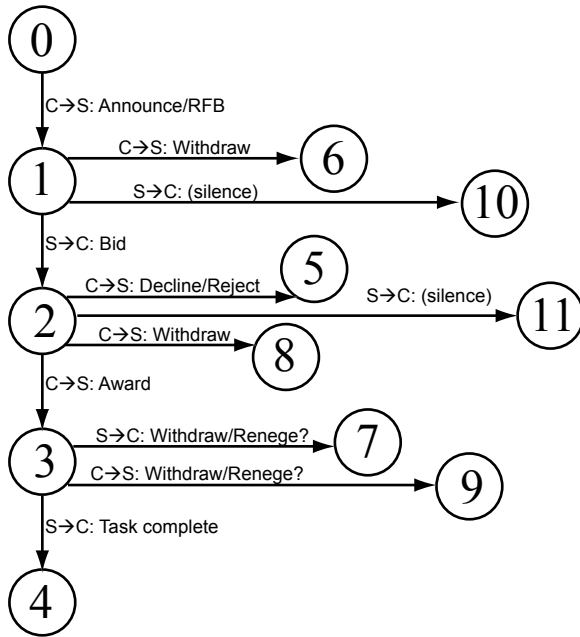 0
C→S: Announce/RFB
C→S: Withdraw
6
1
S→C: (silence)
10
S→C: Bid
5
C→S: Decline/Reject
S→C: (silence)
2
11
C→S: Withdraw
8
C→S: Award
S→C: Withdraw/Renege?
7
3
C→S: Withdraw/Renege?
9
S→C: Task complete
4